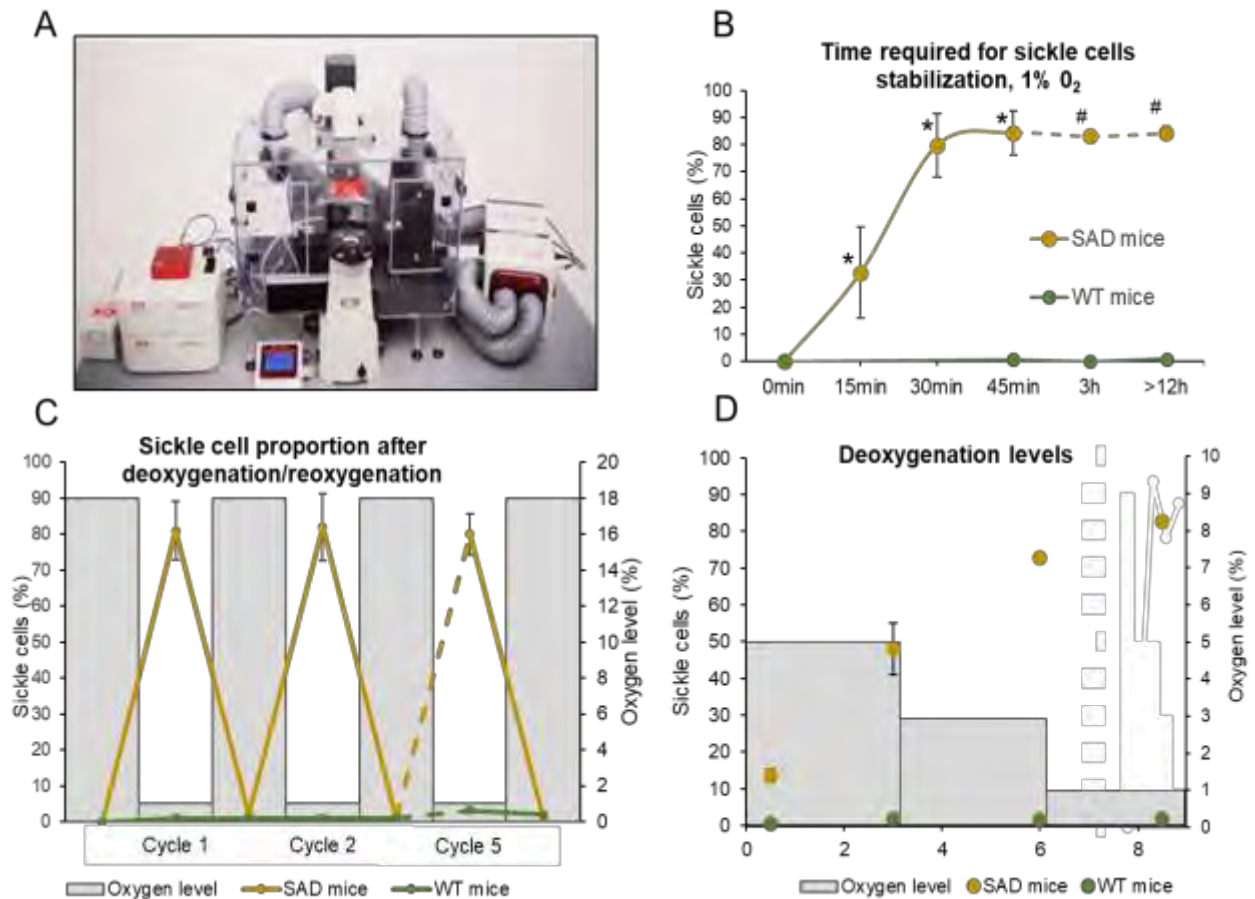 A
B
Time required for sickle cells
stabilization, 1% 0₂
Sickle cells (%)
100
90
80
70
60
50
40
30
20
10
0
*
*
*
#
#
SAD mice
WT mice
0min 15min 30min 45min 3h >12h
C
Sickle cell proportion after
deoxygenation/reoxygenation
Sickle cells (%)
100
90
80
70
60
50
40
30
20
10
0
20
18
16
14
12
10
8
6
4
2
0
Oxygen level (%)
Cycle 1 Cycle 2 Cycle 5
Oxygen level SAD mice WT mice
D
Deoxygenation levels
Sickle cells (%)
100
90
80
70
60
50
40
30
20
10
0
10
9
8
7
6
5
4
3
2
1
0
Oxygen level (%)
0 2 4 6 8
Oxygen level SAD mice WT mice